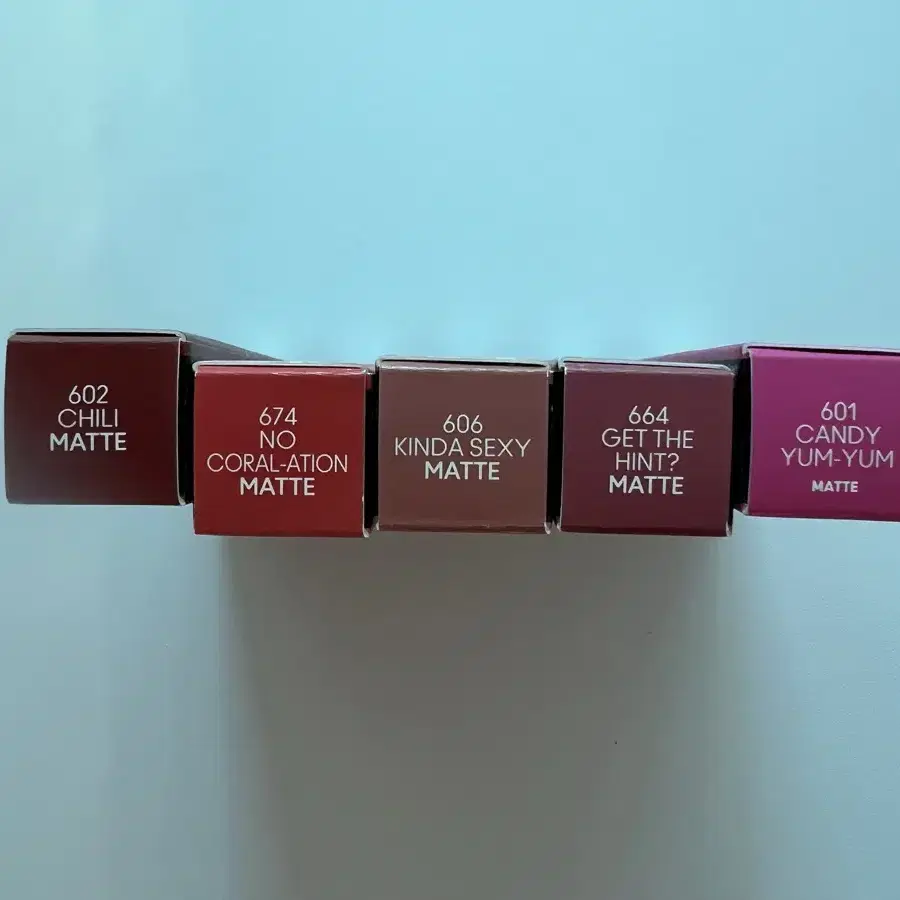 602
CHILI
MATTE
674
NO
CORAL-ATION
MATTE
606
KINDA SEXY
MATTE
664
GET THE
HINT?
MATTE
601
CANDY
YUM-YUM
MATTE